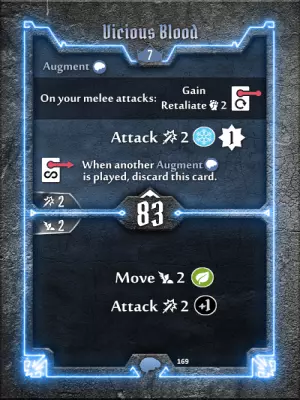 Vicious Blood
7
Augment
On your melee attacks: Gain
Retaliate 2
Attack 2 1
When another Augment
is played, discard this card.
2
83
2
Move 2
Attack 2 +1
169